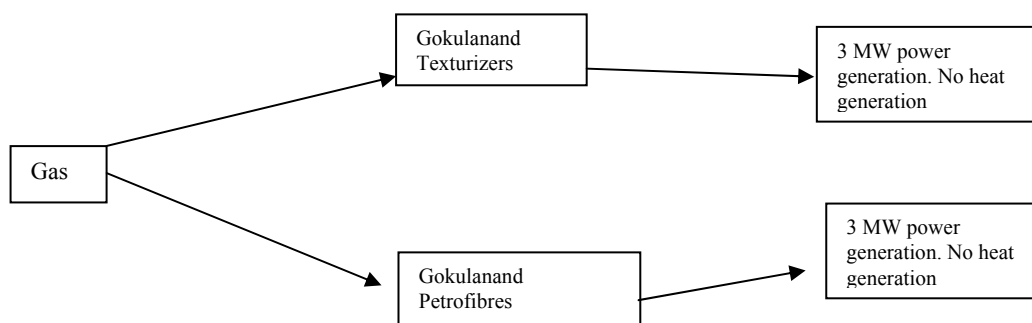 Gokulanand
Texturizers
3 MW power
generation. No heat
generation
Gas
3 MW power
generation. No heat
generation
Gokulanand
Petrofibres